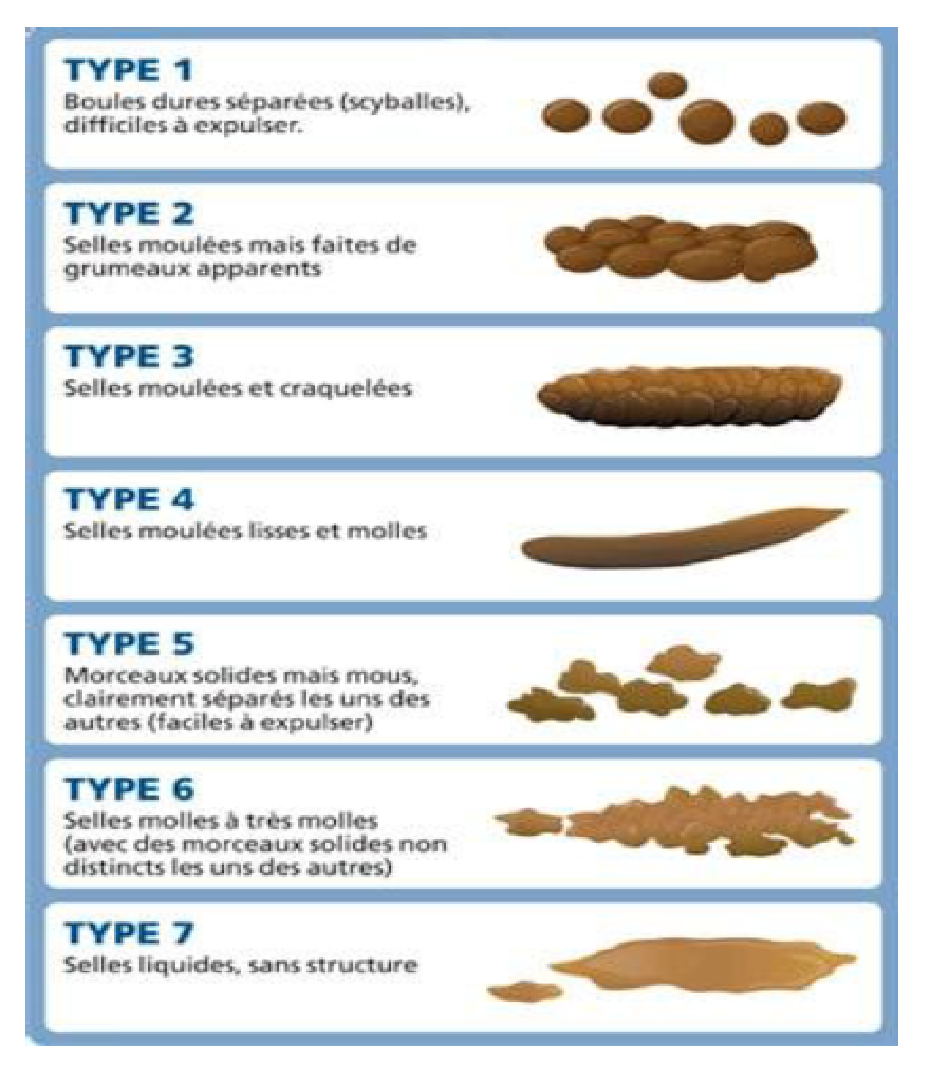 TYPE 1
Boules dures séparées (scyballes),
difficiles à expulser.
TYPE 2
Selles moulées mais faites de
grumeaux apparents
TYPE 3
Selles moulées et craquelées
TYPE 4
Selles moulées lisses et molles
TYPE 5
Morceaux solides mais mous,
clairement séparés les uns des
autres (faciles à expulser)
TYPE 6
Selles molles à très molles
(avec des morceaux solides non
distincts les uns des autres)
TYPE 7
Selles liquides, sans structure